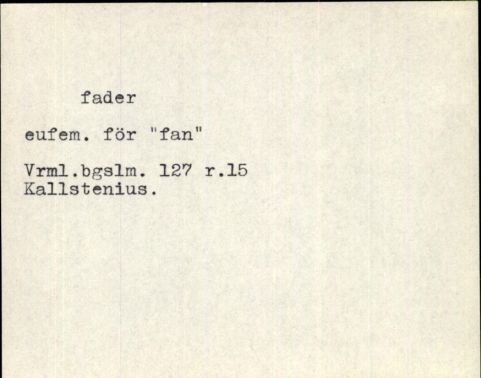 fader
eufem. för "fan"
Vrml.bgslm. 127 r.15
Kallstenius.